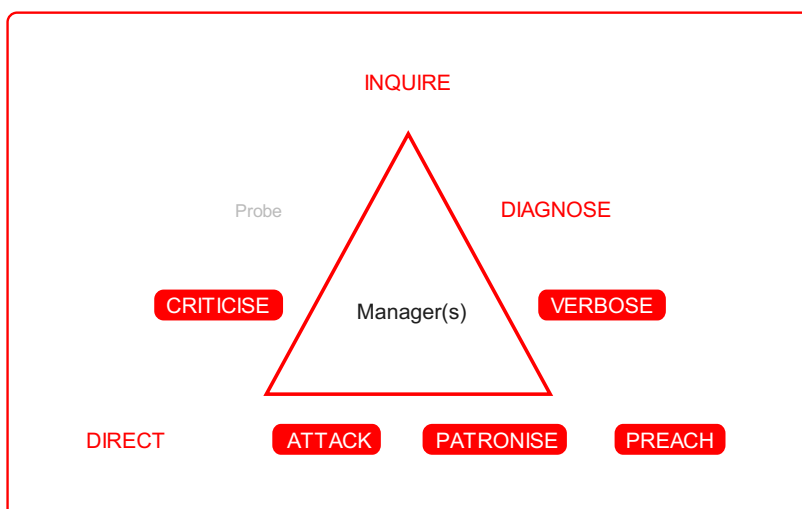 INQUIRE
Probe
DIAGNOSE
CRITICISE
Manager(s)
VERBOSE
DIRECT
ATTACK
PATRONISE
PREACH